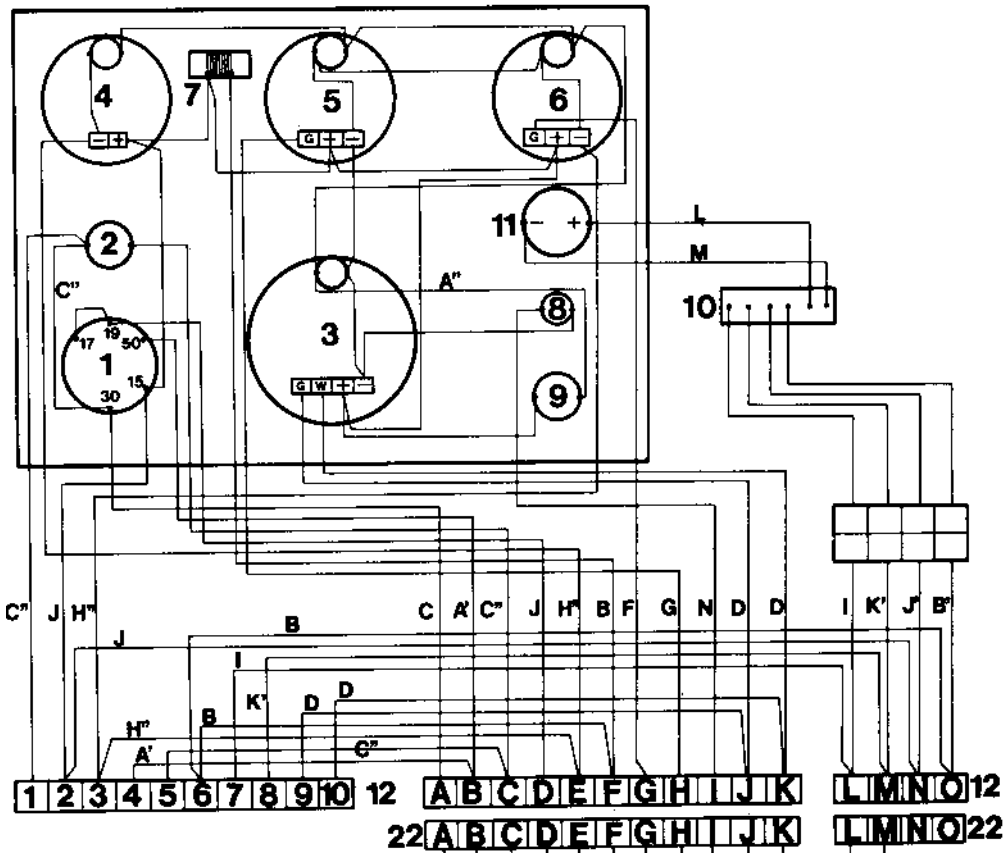 4
7
5
6
- +
G + -
G + -
11
- +
L
M
2
C"
3
A"
8
10
17
19
50
1
15
30
G W + -
9
C"
J
H"
C
A'
C"
J
H"
B
F
G
N
D
D
I
K'
J"
B"
B
J
I
K'
B
D
D
H"
A'
C"
1 2 3 4 5 6 7 8 9 10 12
A B C D E F G H I J K
L M N O 12
22 A B C D E F G H I J K
L M N O 22